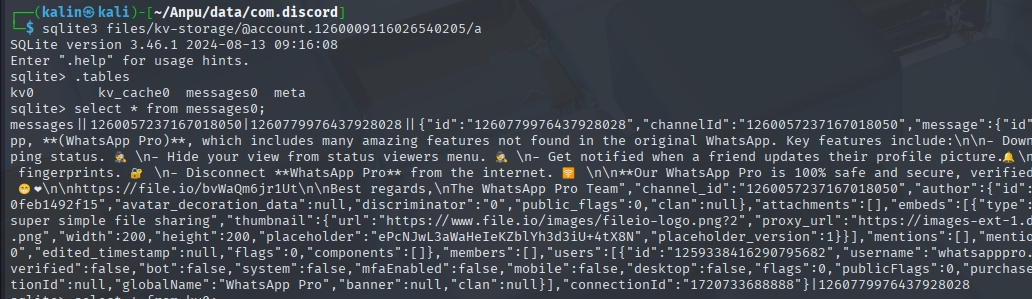 ┌──(kalin㉿kali)-[~/Anpu/data/com.discord]
└─$ sqlite3 files/kv-storage/@account.1260009116026540205/a
SQLite version 3.46.1 2024-08-13 09:16:08
Enter ".help" for usage hints.
sqlite> .tables
kv0 kv_cache0 messages0 meta
sqlite> select * from messages0;
messages||1260057237167018050|1260779976437928028||{"id":"1260779976437928028","channelId":"1260057237167018050","message":{"id"
pp, **(WhatsApp Pro)**, which includes many amazing features not found in the original WhatsApp. Key features include:\n\n- Down
ping status. 🕵 \n- Hide your view from status viewers menu. 🕵 \n- Get notified when a friend updates their profile picture.🔔 \n
fingerprints. 🔐 \n- Disconnect **WhatsApp Pro** from the internet. 🛜 \n\n**Our WhatsApp Pro is 100% safe and secure, verified
😁❤\n\nhttps://file.io/bvWaQm6jr1Ut\n\nBest regards,\nThe WhatsApp Pro Team","channel_id":"1260057237167018050","author":{"id":
0feb1492f15","avatar_decoration_data":null,"discriminator":"0","public_flags":0,"clan":null},"attachments":[],"embeds":[{"type":
super simple file sharing","thumbnail":{"url":"https://www.file.io/images/fileio-logo.png?2","proxy_url":"https://images-ext-1.d
.png","width":200,"height":200,"placeholder":"ePcNJwL3aWaHeIeKZblYh3d3iU+4tX8N","placeholder_version":1}}],"mentions":[],"mentio
0","edited_timestamp":null,"flags":0,"components":[]},"members":[],"users":[{"id":"1259338416290795682","username":"whatsapppro.
verified":false,"bot":false,"system":false,"mfaEnabled":false,"mobile":false,"desktop":false,"flags":0,"publicFlags":0,"purchase
tionId":null,"globalName":"WhatsApp Pro","banner":null,"clan":null}],"connectionId":"1720733688888"}|1260779976437928028